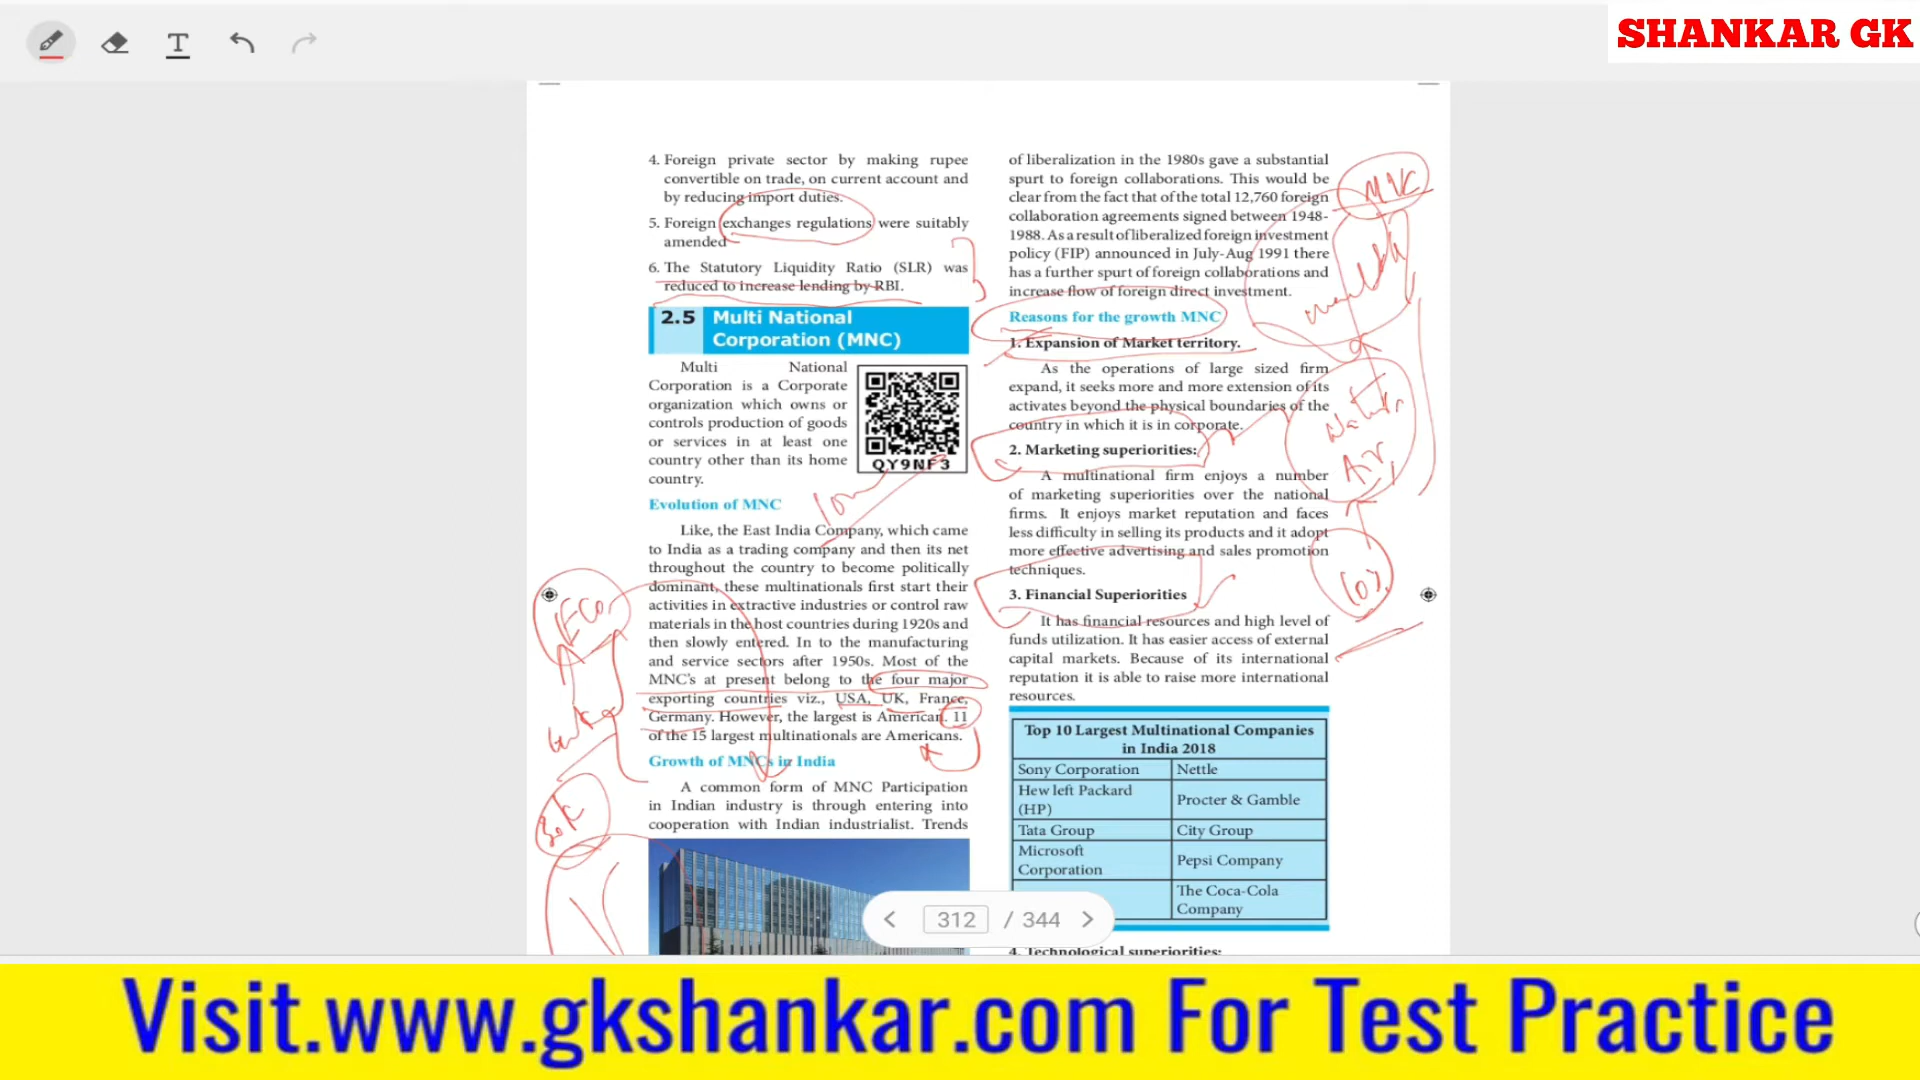 SHANKAR GK
4. Foreign private sector by making rupee
convertible on trade, on current account and
by reducing import duties.
5. Foreign exchanges regulations were suitably
amended
6. The Statutory Liquidity Ratio (SLR) was
reduced to increase lending by RBI.
2.5 Multi National
Corporation (MNC)
Multi National
Corporation is a Corporate
organization which owns or
controls production of goods
or services in at least one
country other than its home
country.
QY9NF3
Evolution of MNC
Like, the East India Company, which came
to India as a trading company and then its net
throughout the country to become politically
dominant, these multinationals first start their
activities in extractive industries or control raw
materials in the host countries during 1920s and
then slowly entered. In to the manufacturing
and service sectors after 1950s. Most of the
MNC's at present belong to the four major
exporting countries viz., USA, UK, France,
Germany. However, the largest is American. 11
of the 15 largest multinationals are Americans.
Growth of MNCs in India
A common form of MNC Participation
in Indian industry is through entering into
cooperation with Indian industrialist. Trends
of liberalization in the 1980s gave a substantial
spurt to foreign collaborations. This would be
clear from the fact that of the total 12,760 foreign
collaboration agreements signed between 1948-
1988. As a result of liberalized foreign investment
policy (FIP) announced in July-Aug 1991 there
has a further spurt of foreign collaborations and
increase flow of foreign direct investment.
Reasons for the growth MNC
1. Expansion of Market territory.
As the operations of large sized firm
expand, it seeks more and more extension of its
activates beyond the physical boundaries of the
country in which it is in corporate.
2. Marketing superiorities:
A multinational firm enjoys a number
of marketing superiorities over the national
firms. It enjoys market reputation and faces
less difficulty in selling its products and it adopt
more effective advertising and sales promotion
techniques.
3. Financial Superiorities
It has financial resources and high level of
funds utilization. It has easier access of external
capital markets. Because of its international
reputation it is able to raise more international
resources.
Top 10 Largest Multinational Companies
in India 2018
Sony Corporation Nettle
Hew left Packard
(HP) Procter & Gamble
Tata Group City Group
Microsoft
Corporation Pepsi Company
The Coca-Cola
Company
4. Technological superiorities:
MNC
312 / 344
Visit.www.gkshankar.com For Test Practice